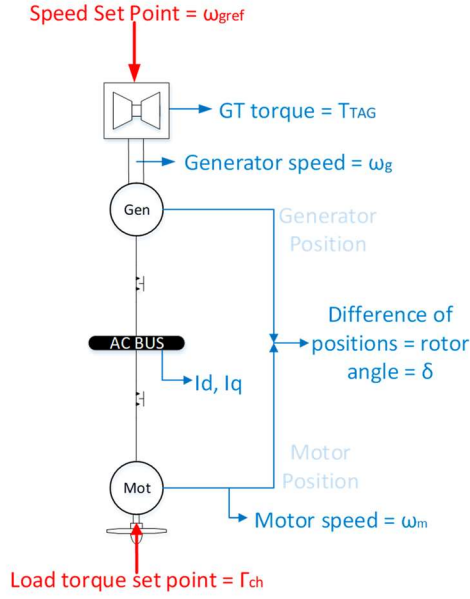 Speed Set Point = ωgref
GT torque = TTAG
Generator speed = ωg
Gen
Generator
Position
Difference of
positions = rotor
angle = δ
AC BUS
Id, Iq
Motor
Position
Mot
Motor speed = ωm
Load torque set point = Γch